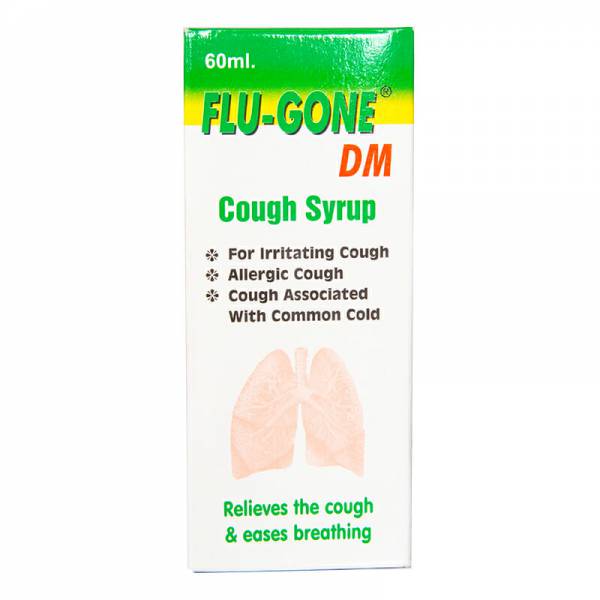 60ml.
FLU-GONE®
DM
Cough Syrup
For Irritating Cough
Allergic Cough
Cough Associated
With Common Cold
Relieves the cough
& eases breathing